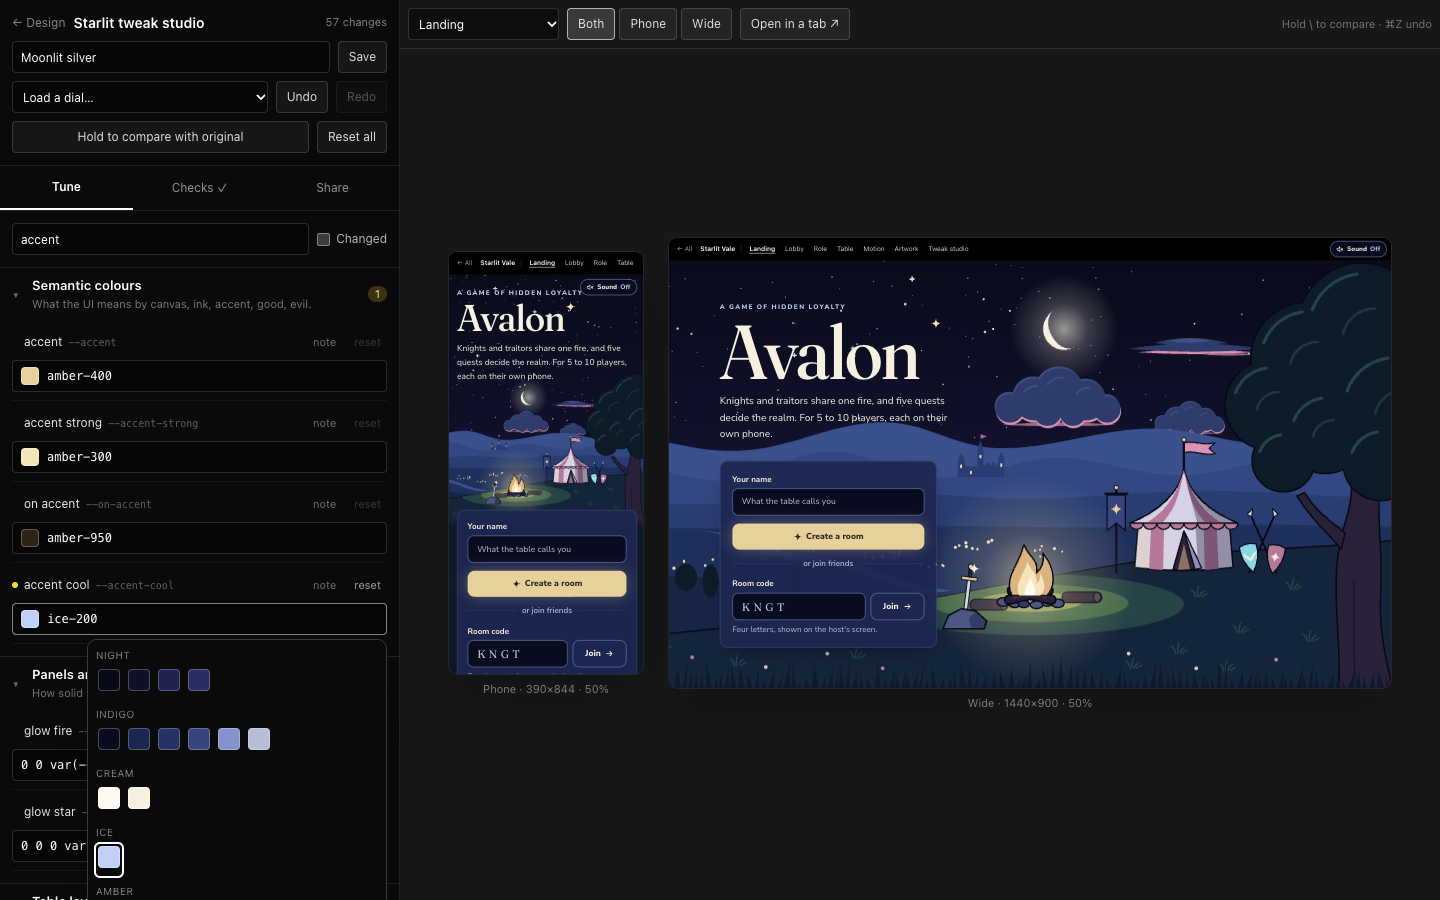 ← Design Starlit tweak studio 57 changes
Moonlit silver Save
Load a dial... Undo Redo
Hold to compare with original Reset all
Tune Checks ✓ Share
accent Changed
Semantic colours 1
What the UI means by canvas, ink, accent, good, evil.
accent --accent note reset
amber-400
accent strong --accent-strong note reset
amber-300
on accent --on-accent note reset
amber-950
accent cool --accent-cool note reset
ice-200
NIGHT
INDIGO
CREAM
ICE
AMBER
Panels
How solid
glow fire
0 0 var(
glow star
0 0 0 var
Landing Both Phone Wide Open in a tab ↗ Hold \ to compare · ⌘Z undo
← All Starlit Vale Landing Lobby Role Table
Sound Off
A GAME OF HIDDEN LOYALTY
Avalon
Knights and traitors share one fire, and five
quests decide the realm. For 5 to 10 players,
each on their own phone.
Your name
What the table calls you
✦ Create a room
or join friends
Room code
KNGT Join →
Phone · 390×844 · 50%
← All Starlit Vale Landing Lobby Role Table Motion Artwork Tweak studio Sound Off
A GAME OF HIDDEN LOYALTY
Avalon
Knights and traitors share one fire, and five quests
decide the realm. For 5 to 10 players, each on their
own phone.
Your name
What the table calls you
✦ Create a room
or join friends
Room code
KNGT Join →
Four letters, shown on the host's screen.
Wide · 1440×900 · 50%